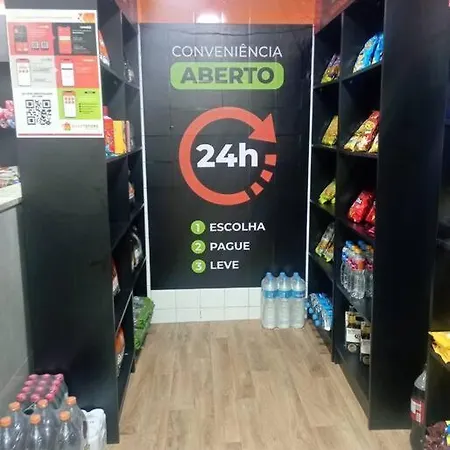 CONVENIÊNCIA
ABERTO
24h
1 ESCOLHA
2 PAGUE
3 LEVE